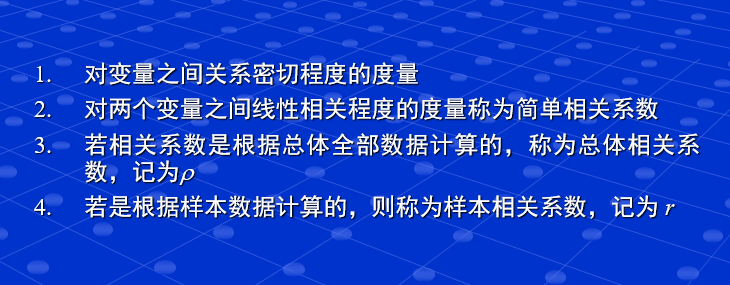 1. 对变量之间关系密切程度的度量
2. 对两个变量之间线性相关程度的度量称为简单相关系数
3. 若相关系数是根据总体全部数据计算的，称为总体相关系
数，记为ρ
4. 若是根据样本数据计算的，则称为样本相关系数，记为 r